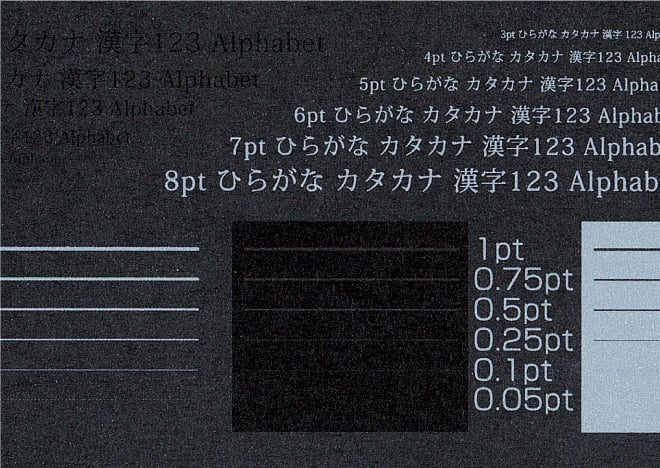 タカナ 漢字123 Alphabet
カナ 漢字123 Alphabet
ナ 漢字123 Alphabet
字123 Alphabet
Alphabet
3pt ひらがな カタカナ 漢字 123 Alp
4pt ひらがな カタカナ 漢字123 Alpha
5pt ひらがな カタカナ 漢字123 Alpha
6pt ひらがな カタカナ 漢字123 Alphab
7pt ひらがな カタカナ 漢字123 Alphab
8pt ひらがな カタカナ 漢字123 Alphab
1pt
0.75pt
0.5pt
0.25pt
0.1pt
0.05pt